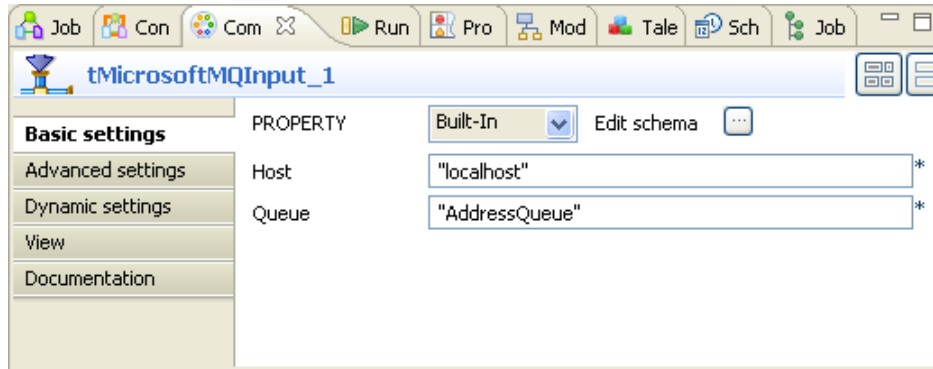 Job Con Com Run Pro Mod Tale Sch Job
tMicrosoftMQInput_1
Basic settings
PROPERTY Built-In Edit schema ...
Advanced settings
Host "localhost" *
Dynamic settings
Queue "AddressQueue" *
View
Documentation